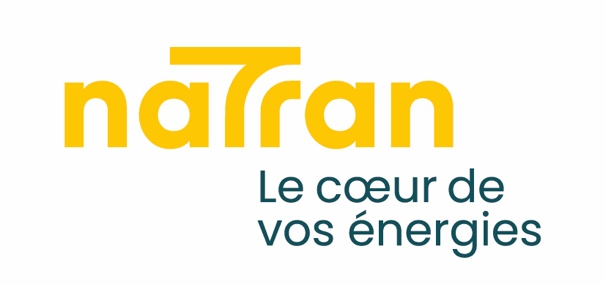 naTran
Le cœur de
vos énergies